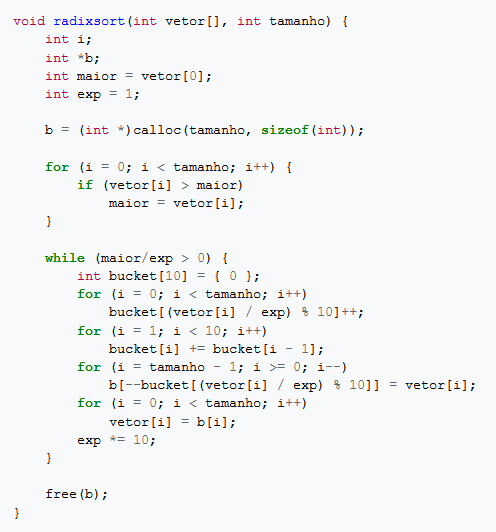 void radixsort(int vetor[], int tamanho) {
    int i;
    int *b;
    int maior = vetor[0];
    int exp = 1;

    b = (int *)calloc(tamanho, sizeof(int));

    for (i = 0; i < tamanho; i++) {
        if (vetor[i] > maior)
            maior = vetor[i];
    }

    while (maior/exp > 0) {
        int bucket[10] = { 0 };
        for (i = 0; i < tamanho; i++)
            bucket[(vetor[i] / exp) % 10]++;
        for (i = 1; i < 10; i++)
            bucket[i] += bucket[i - 1];
        for (i = tamanho - 1; i >= 0; i--)
            b[--bucket[(vetor[i] / exp) % 10]] = vetor[i];
        for (i = 0; i < tamanho; i++)
            vetor[i] = b[i];
        exp *= 10;
    }

    free(b);
}